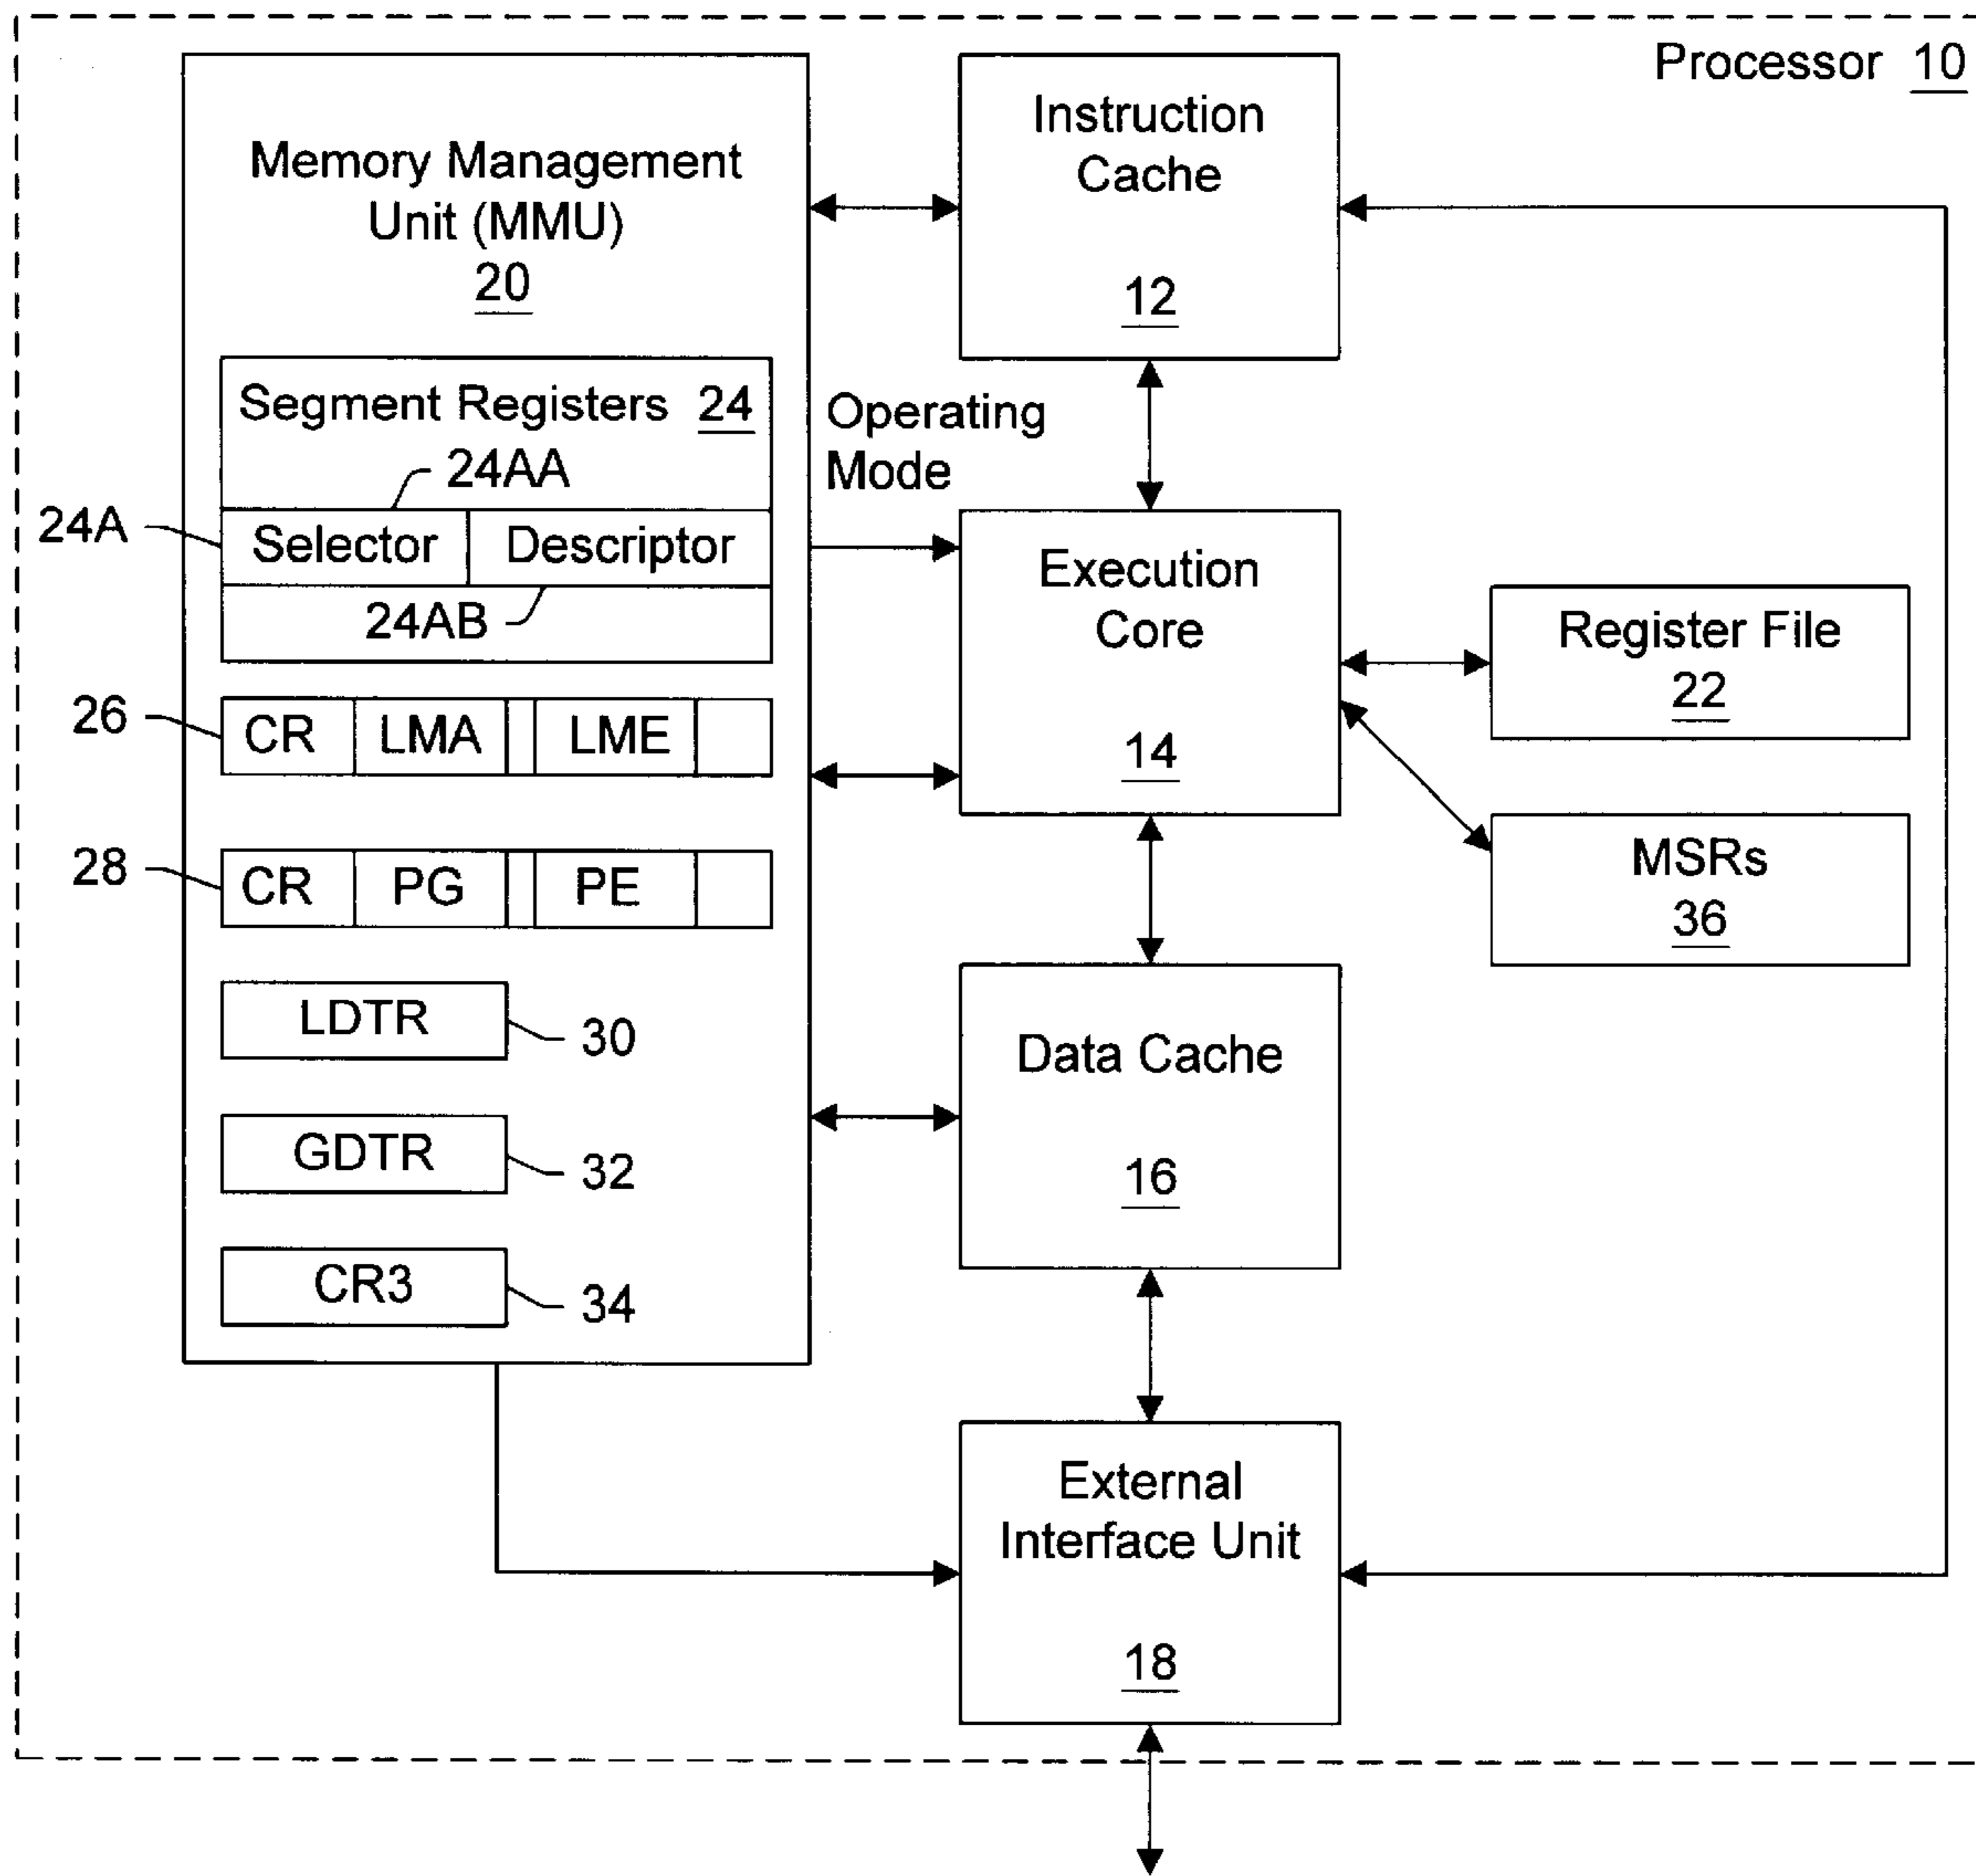 Processor 10
Memory Management
Unit (MMU)
20
Segment Registers 24
24AA
24A
Selector
Descriptor
24AB
26
CR
LMA
LME
28
CR
PG
PE
LDTR
30
GDTR
32
CR3
34
Instruction
Cache
12
Operating
Mode
Execution
Core
14
Register File
22
MSRs
36
Data Cache
16
External
Interface Unit
18